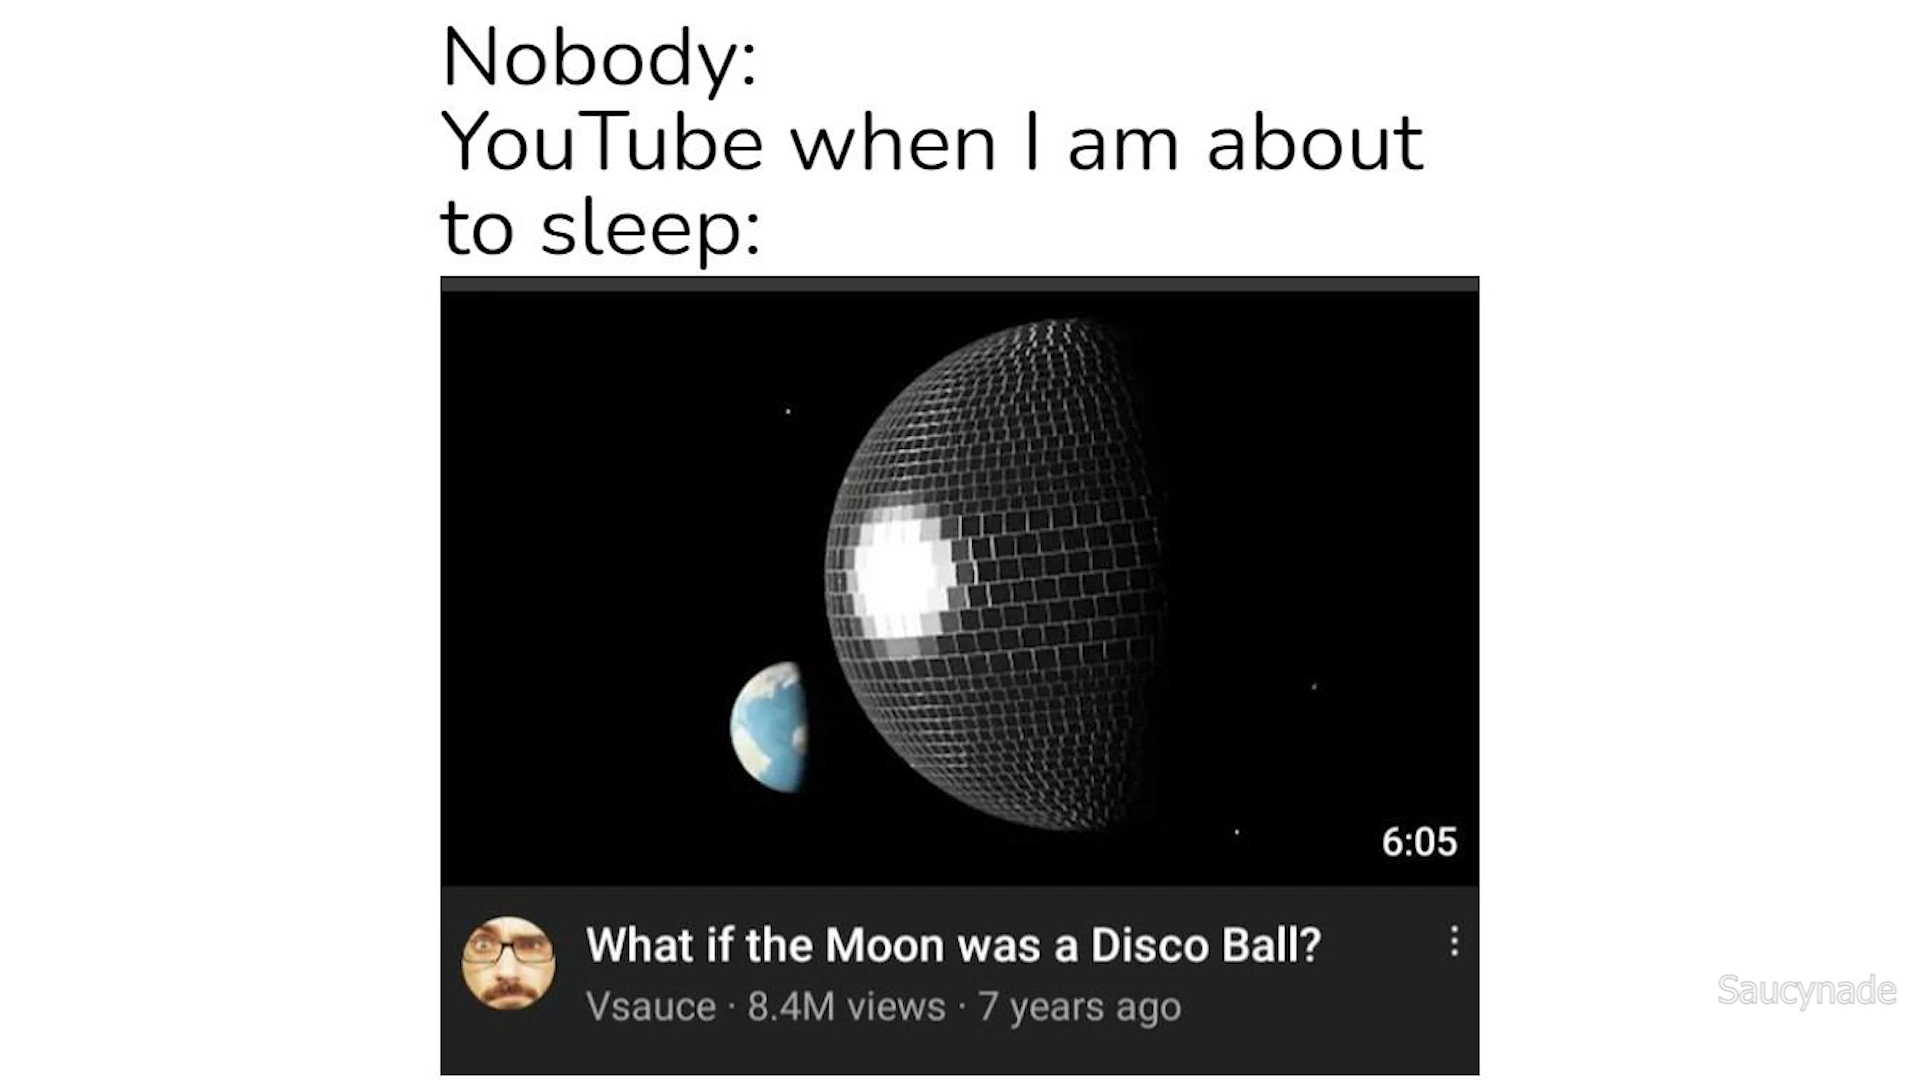 Nobody:
YouTube when I am about
to sleep:
6:05
What if the Moon was a Disco Ball?
Vsauce · 8.4M views · 7 years ago
Saucynade